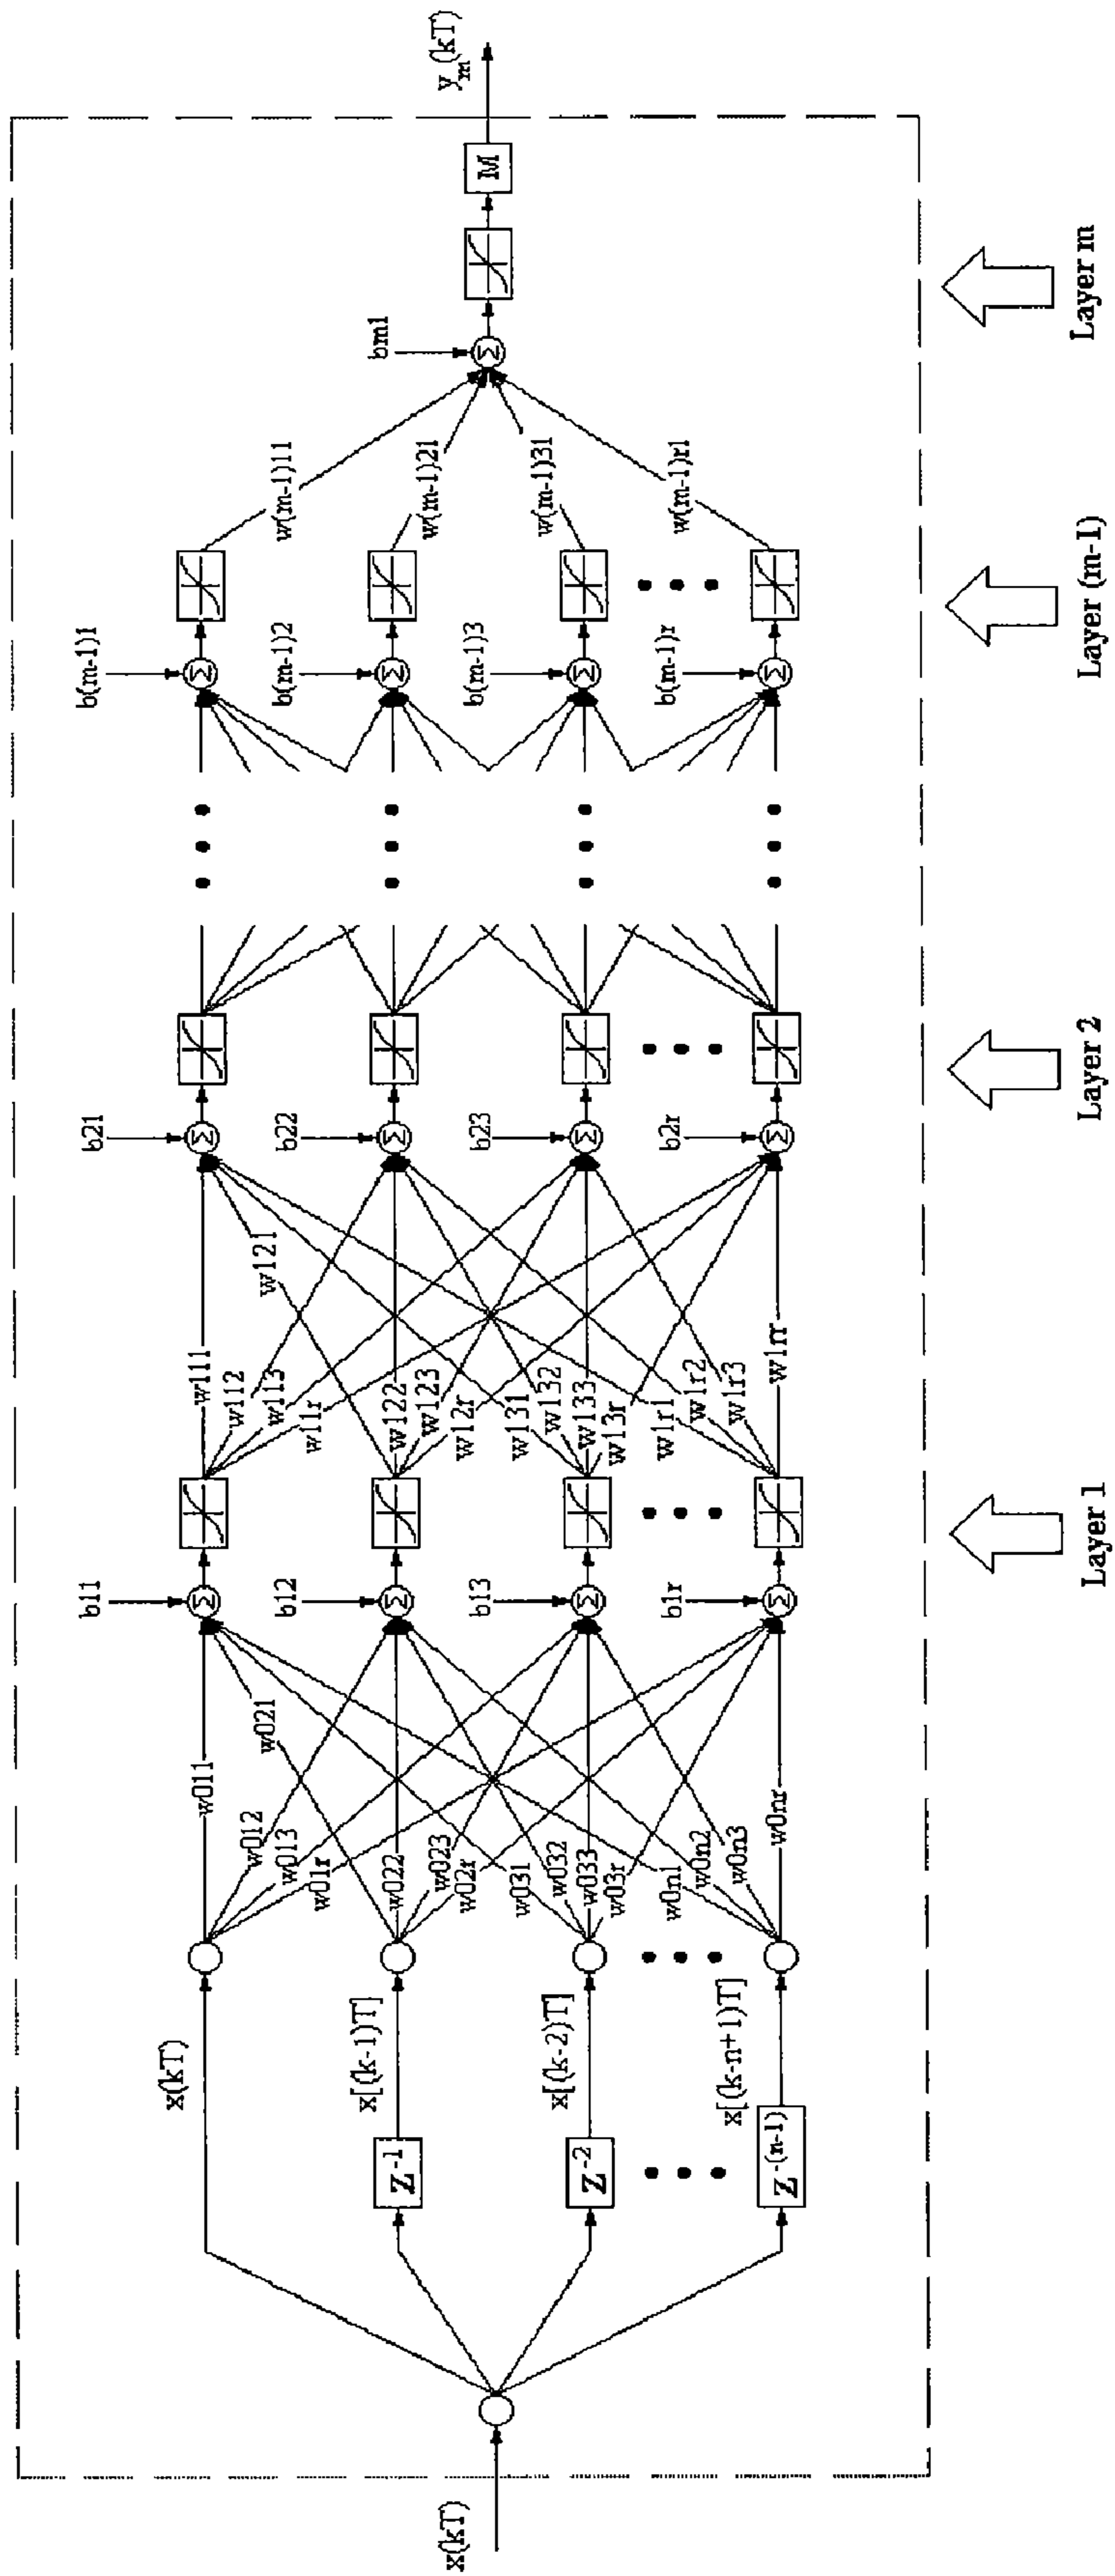 x(kT)
Z⁻¹
Z⁻²
Z⁻⁽ⁿ⁻¹⁾
x(kT)
x[(k-1)T]
x[(k-2)T]
x[(k-n+1)T]
w011
w012
w013
w01r
w021
w022
w023
w02r
w031
w032
w033
w03r
w0n1
w0n2
w0n3
w0nr
b11
b12
b13
b1r
Σ
Σ
Σ
Σ
w111
w112
w113
w11r
w121
w122
w123
w12r
w131
w132
w133
w13r
w1r1
w1r2
w1r3
w1rr
b21
b22
b23
b2r
Σ
Σ
Σ
Σ
b(m-1)1
b(m-1)2
b(m-1)3
b(m-1)r
Σ
Σ
Σ
Σ
w(m-1)11
w(m-1)21
w(m-1)31
w(m-1)r1
bm1
Σ
M
yₘ(kT)
Layer 1
Layer 2
Layer (m-1)
Layer m